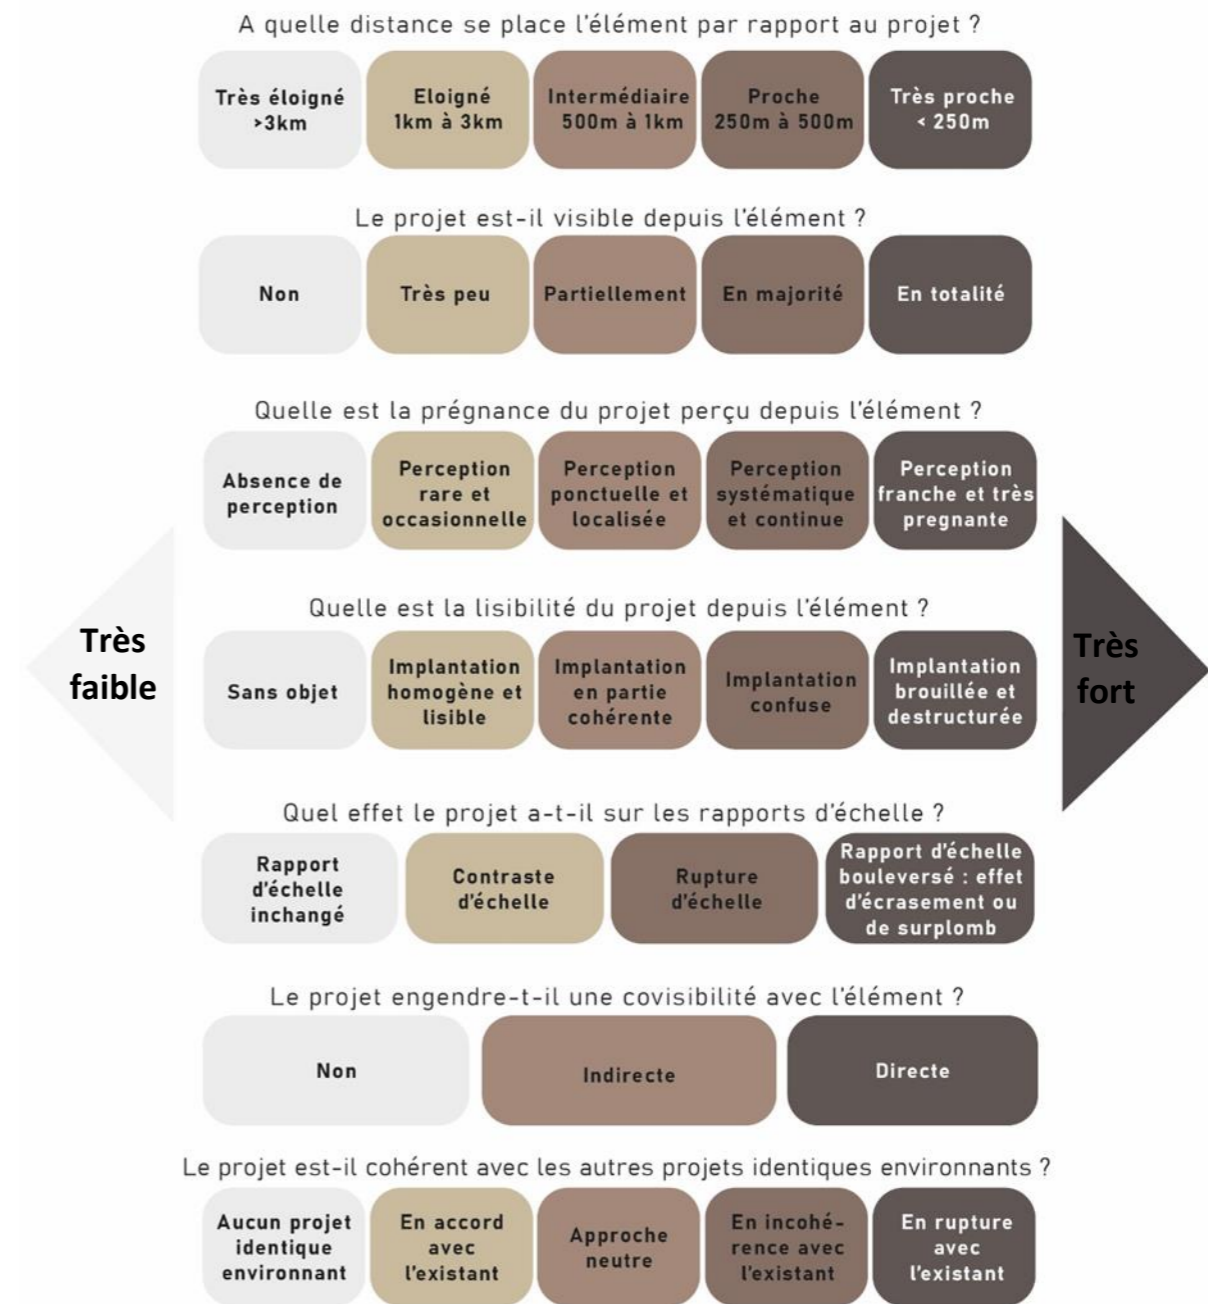 A quelle distance se place l'élément par rapport au projet ?
Très éloigné
>3km
Eloigné
1km à 3km
Intermédiaire
500m à 1km
Proche
250m à 500m
Très proche
< 250m
Le projet est-il visible depuis l'élément ?
Non
Très peu
Partiellement
En majorité
En totalité
Quelle est la prégnance du projet perçu depuis l'élément ?
Absence de
perception
Perception
rare et
occasionnelle
Perception
ponctuelle et
localisée
Perception
systématique
et continue
Perception
franche et très
pregnante
Très
faible
Quelle est la lisibilité du projet depuis l'élément ?
Sans objet
Implantation
homogène et
lisible
Implantation
en partie
cohérente
Implantation
confuse
Implantation
brouillée et
destructurée
Très
fort
Quel effet le projet a-t-il sur les rapports d'échelle ?
Rapport
d'échelle
inchangé
Contraste
d'échelle
Rupture
d'échelle
Rapport d'échelle
bouleversé : effet
d'écrasement ou
de surplomb
Le projet engendre-t-il une covisibilité avec l'élément ?
Non
Indirecte
Directe
Le projet est-il cohérent avec les autres projets identiques environnants ?
Aucun projet
identique
environnant
En accord
avec
l'existant
Approche
neutre
En incohé-
rence avec
l'existant
En rupture
avec
l'existant